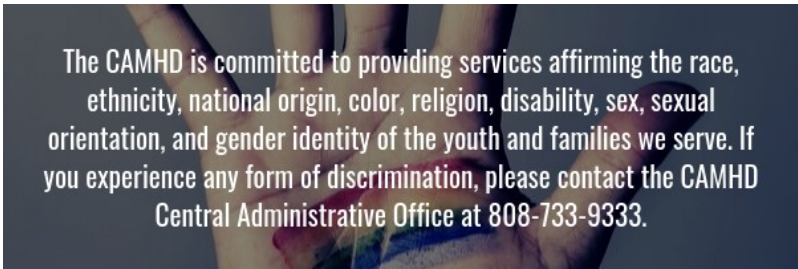 The CAMHD is committed to providing services affirming the race,
ethnicity, national origin, color, religion, disability, sex, sexual
orientation, and gender identity of the youth and families we serve. If
you experience any form of discrimination, please contact the CAMHD
Central Administrative Office at 808-733-9333.